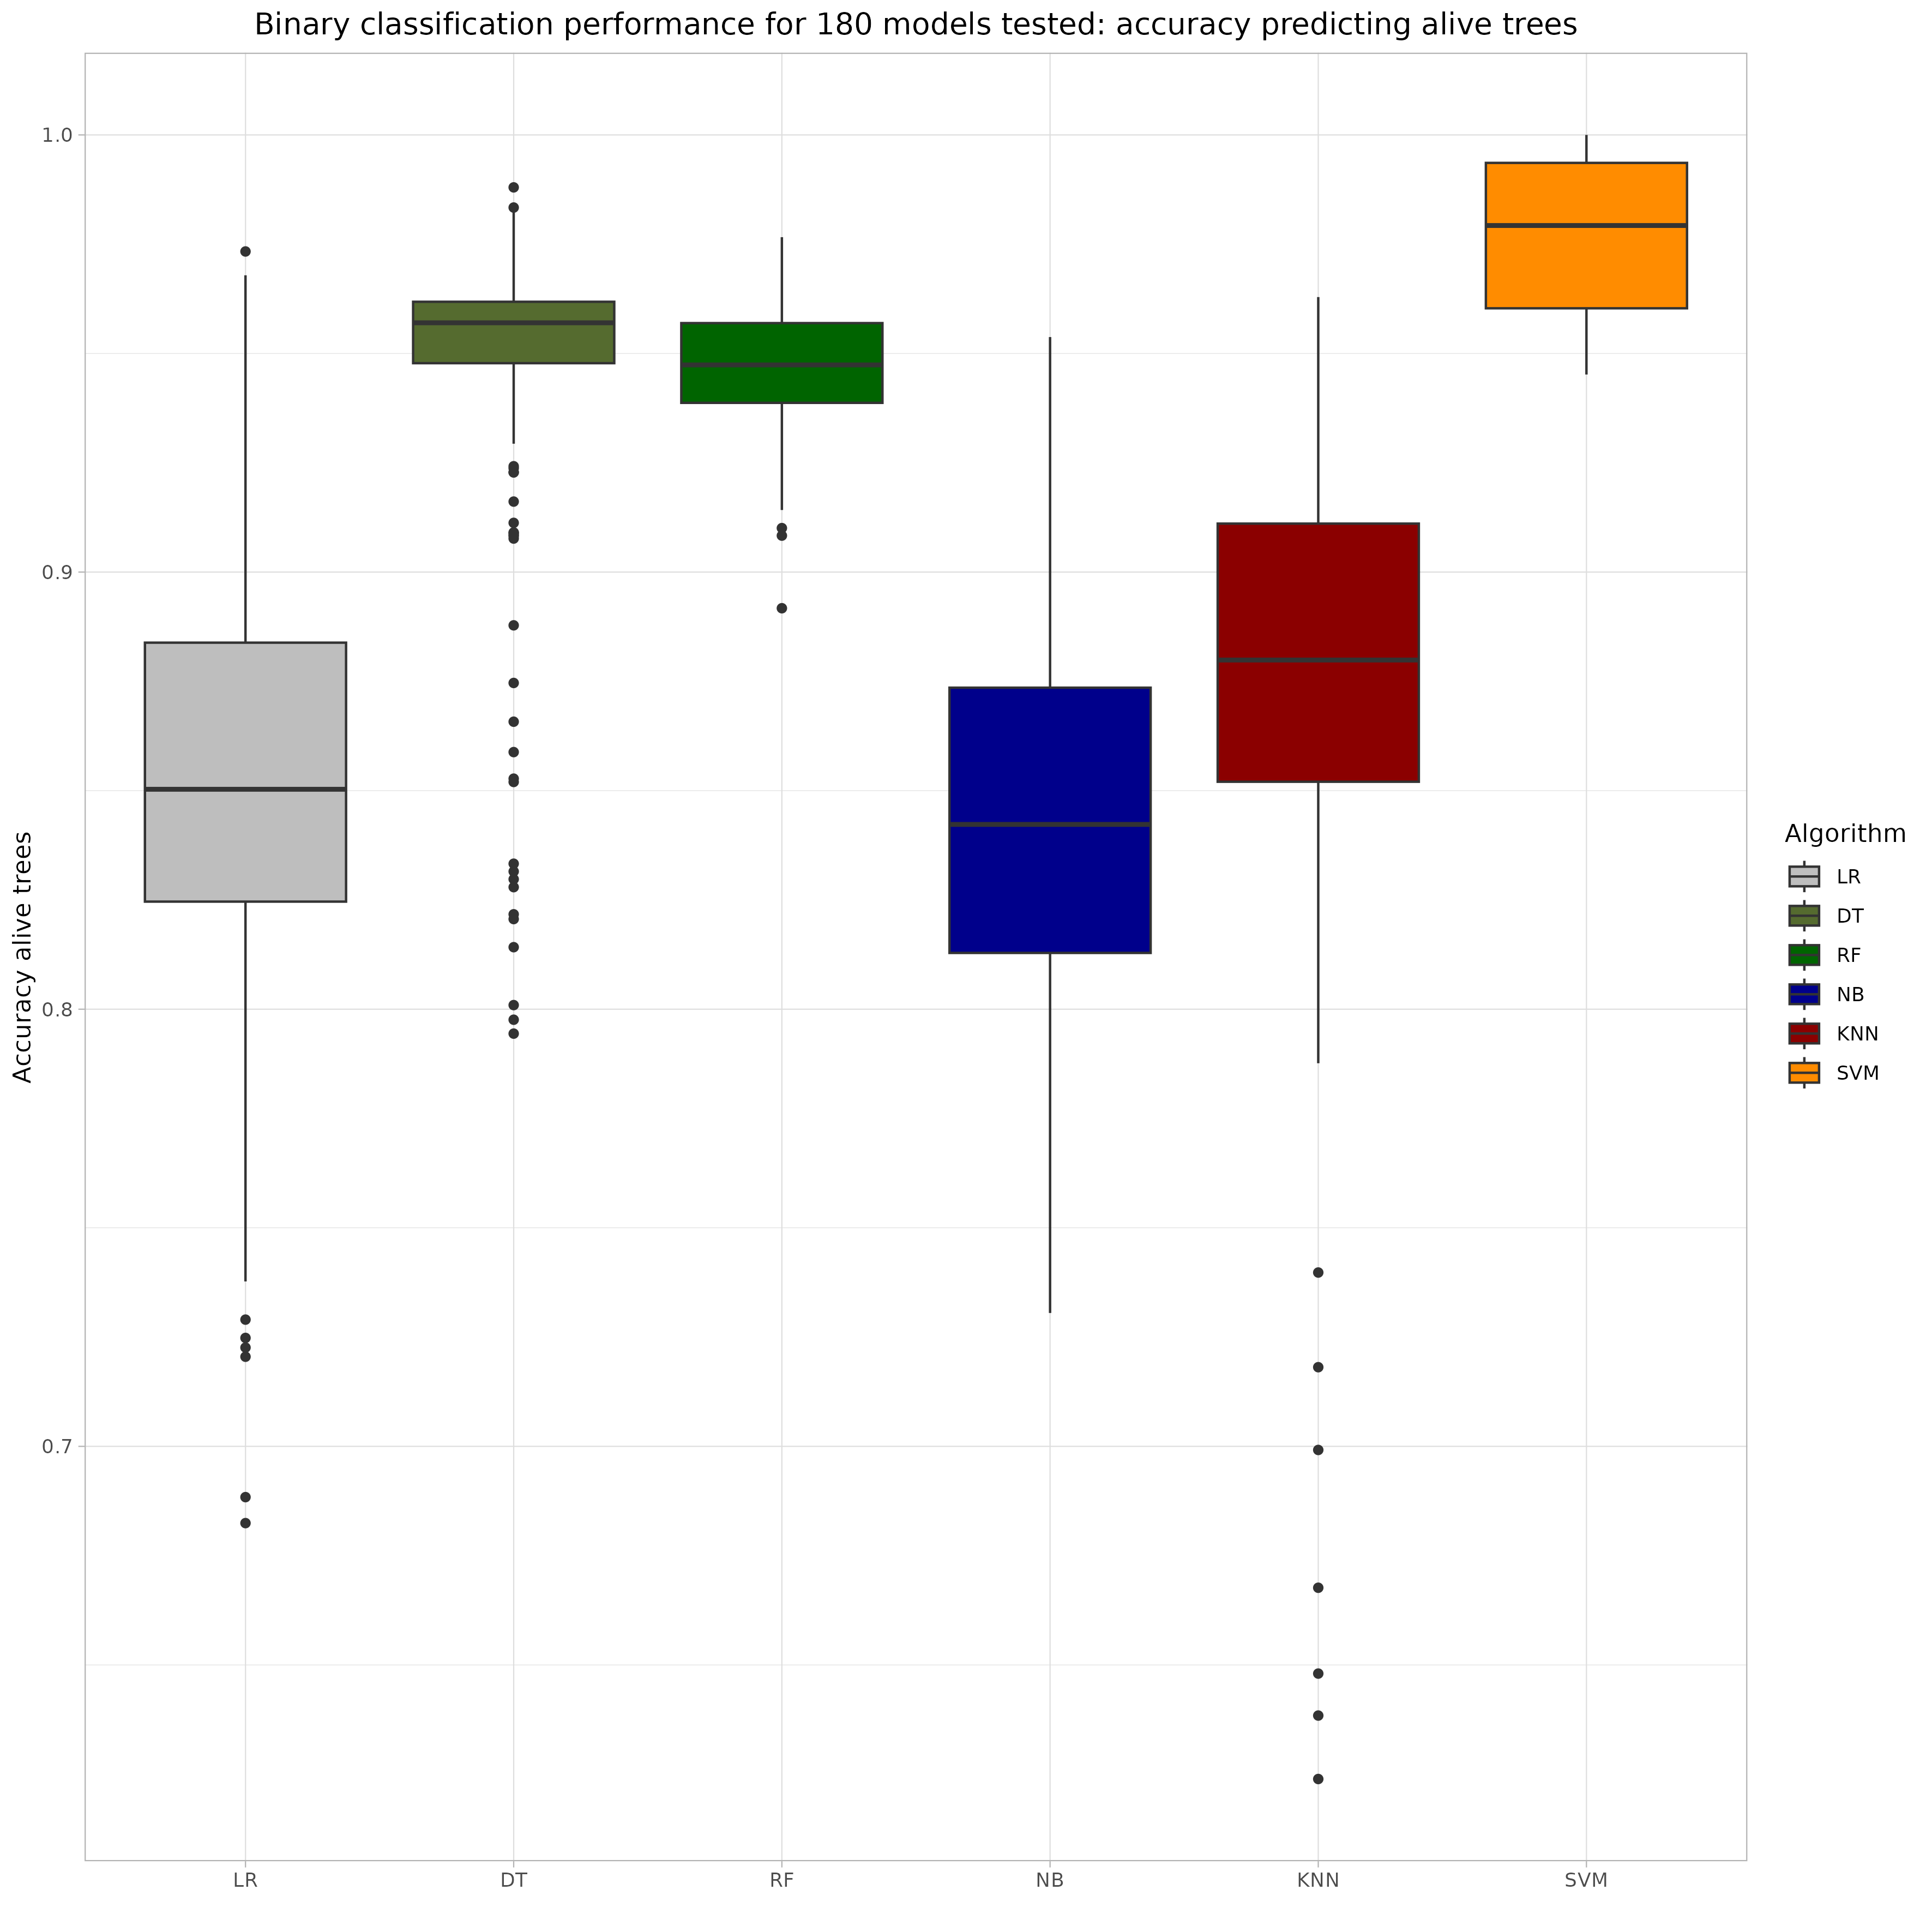 Binary classification performance for 180 models tested: accuracy predicting alive trees
Accuracy alive trees
1.0
0.9
0.8
0.7
LR
DT
RF
NB
KNN
SVM
Algorithm
LR
DT
RF
NB
KNN
SVM